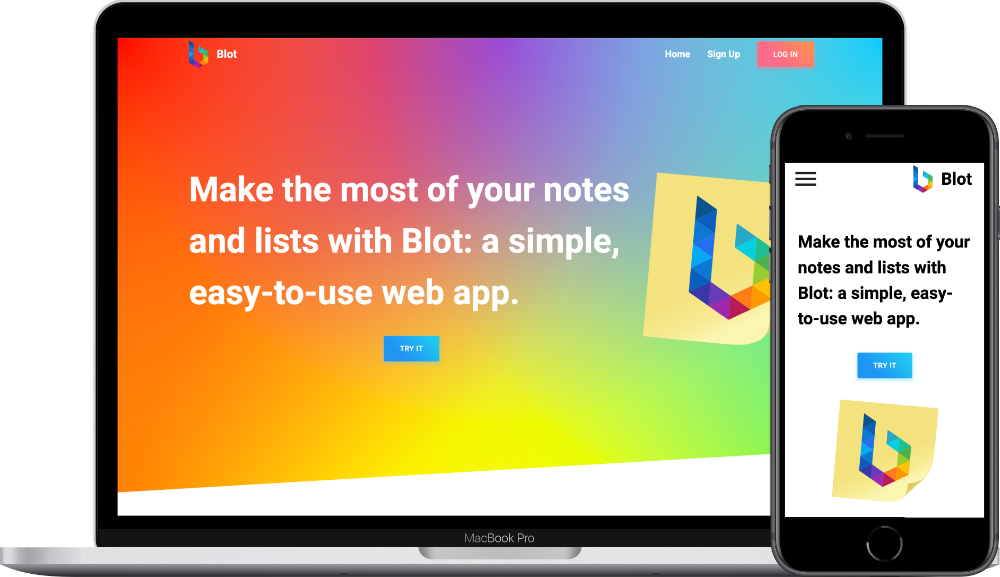 Blot
Home Sign Up LOG IN
Make the most of your notes
and lists with Blot: a simple,
easy-to-use web app.
TRY IT
MacBook Pro
Blot
Make the most of your
notes and lists with
Blot: a simple, easy-
to-use web app.
TRY IT